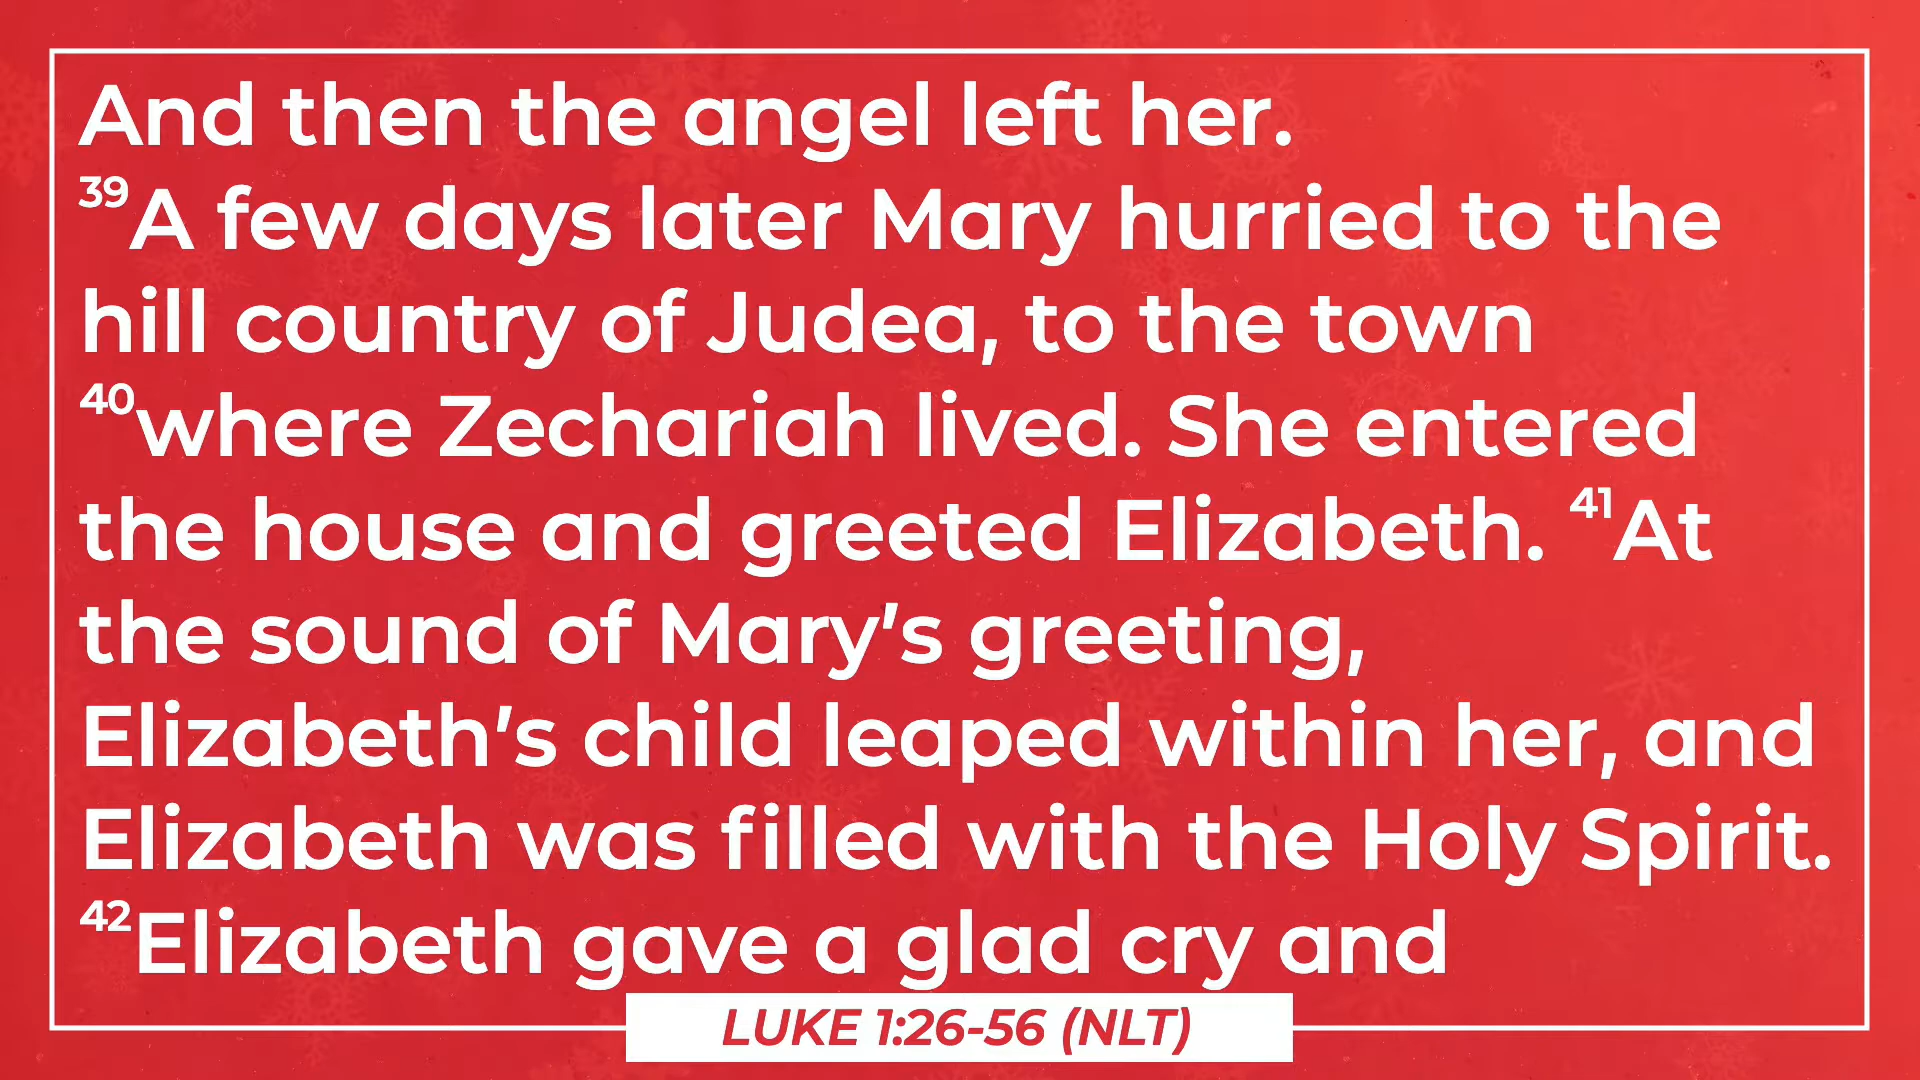 And then the angel left her.
39A few days later Mary hurried to the
hill country of Judea, to the town
40where Zechariah lived. She entered
the house and greeted Elizabeth. 41At
the sound of Mary's greeting,
Elizabeth's child leaped within her, and
Elizabeth was filled with the Holy Spirit.
42Elizabeth gave a glad cry and
LUKE 1:26-56 (NLT)